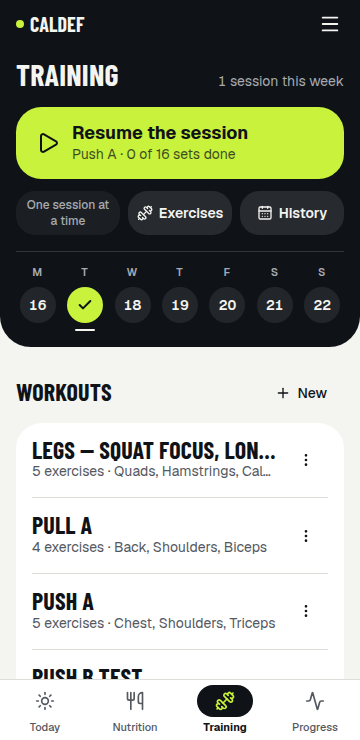 CALDEF
TRAINING
1 session this week
Resume the session
Push A · 0 of 16 sets done
One session at
a time
Exercises
History
M T W T F S S
16 18 19 20 21 22
WORKOUTS
New
LEGS — SQUAT FOCUS, LON...
5 exercises · Quads, Hamstrings, Cal...
PULL A
4 exercises · Back, Shoulders, Biceps
PUSH A
5 exercises · Chest, Shoulders, Triceps
PUSH B TEST
Today Nutrition Training Progress